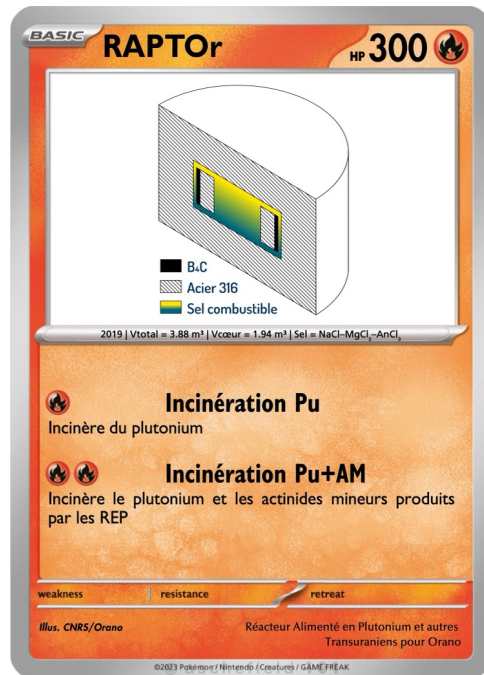 BASIC RAPTOr HP 300
B₄C
Acier 316
Sel combustible
2019 | Vtotal = 3.88 m³ | Vcœur = 1.94 m³ | Sel = NaCl–MgCl₂–AnCl₃
Incinération Pu
Incinère du plutonium
Incinération Pu+AM
Incinère le plutonium et les actinides mineurs produits
par les REP
weakness resistance retreat
Illus. CNRS/Orano
Réacteur Alimenté en Plutonium et autres
Transuraniens pour Orano
©2023 Pokémon / Nintendo / Creatures / GAME FREAK